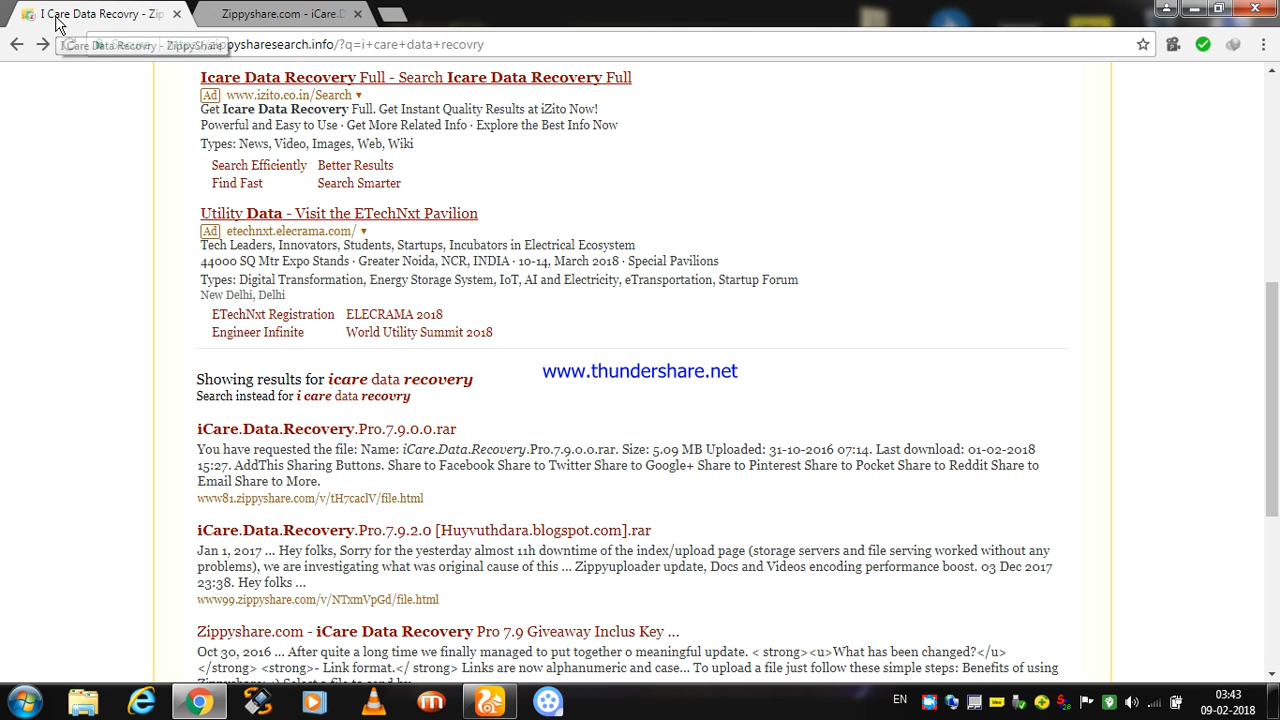 I Care Data Recovry - Zip
Zippyshare.com - iCare.D
I Care Data Recovry - ZippyShare
ppysharesearch.info/?q=i+care+data+recovry
Icare Data Recovery Full - Search Icare Data Recovery Full
Ad www.izito.co.in/Search
Get Icare Data Recovery Full. Get Instant Quality Results at iZito Now!
Powerful and Easy to Use · Get More Related Info · Explore the Best Info Now
Types: News, Video, Images, Web, Wiki
Search Efficiently Better Results
Find Fast Search Smarter
Utility Data - Visit the ETechNxt Pavilion
Ad etechnxt.elecrama.com/
Tech Leaders, Innovators, Students, Startups, Incubators in Electrical Ecosystem
44000 SQ Mtr Expo Stands · Greater Noida, NCR, INDIA · 10-14, March 2018 · Special Pavilions
Types: Digital Transformation, Energy Storage System, IoT, AI and Electricity, eTransportation, Startup Forum
New Delhi, Delhi
ETechNxt Registration ELECRAMA 2018
Engineer Infinite World Utility Summit 2018
www.thundershare.net
Showing results for icare data recovery
Search instead for i care data recovry
iCare.Data.Recovery.Pro.7.9.0.0.rar
You have requested the file: Name: iCare.Data.Recovery.Pro.7.9.0.0.rar. Size: 5.09 MB Uploaded: 31-10-2016 07:14. Last download: 01-02-2018
15:27. AddThis Sharing Buttons. Share to Facebook Share to Twitter Share to Google+ Share to Pinterest Share to Pocket Share to Reddit Share to
Email Share to More.
www81.zippyshare.com/v/tH7caclV/file.html
iCare.Data.Recovery.Pro.7.9.2.0 [Huyvuthdara.blogspot.com].rar
Jan 1, 2017 ... Hey folks, Sorry for the yesterday almost 11h downtime of the index/upload page (storage servers and file serving worked without any
problems), we are investigating what was original cause of this ... Zippyuploader update, Docs and Videos encoding performance boost. 03 Dec 2017
23:38. Hey folks ...
www99.zippyshare.com/v/NTxmVpGd/file.html
Zippyshare.com - iCare Data Recovery Pro 7.9 Giveaway Inclus Key ...
Oct 30, 2016 ... After quite a long time we finally managed to put together o meaningful update. < strong><u>What has been changed?</u>
</strong> <strong>- Link format.</ strong> Links are now alphanumeric and case... To upload a file just follow these simple steps: Benefits of using
EN
03:43
09-02-2018